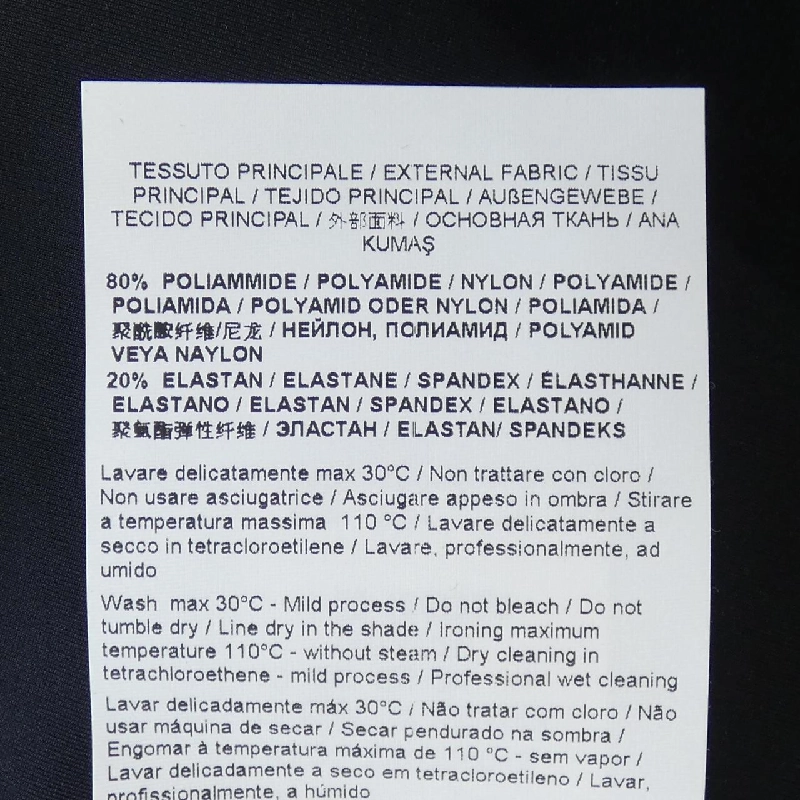 TESSUTO PRINCIPALE / EXTERNAL FABRIC / TISSU
PRINCIPAL / TEJIDO PRINCIPAL / AUßENGEWEBE /
TECIDO PRINCIPAL / 外部面料 / ОСНОВНАЯ ТКАНЬ / ANA
KUMAŞ
80% POLIAMMIDE / POLYAMIDE / NYLON / POLYAMIDE /
POLIAMIDA / POLYAMID ODER NYLON / POLIAMIDA /
聚酰胺纤维/尼龙 / НЕЙЛОН, ПОЛИАМИД / POLYAMID
VEYA NAYLON
20% ELASTAN / ELASTANE / SPANDEX / ÉLASTHANNE /
ELASTANO / ELASTAN / SPANDEX / ELASTANO /
聚氨酯弹性纤维 / ЭЛАСТАН / ELASTAN/ SPANDEKS
Lavare delicatamente max 30°C / Non trattare con cloro /
Non usare asciugatrice / Asciugare appeso in ombra / Stirare
a temperatura massima 110 °C / Lavare delicatamente a
secco in tetracloroetilene / Lavare, professionalmente, ad
umido
Wash max 30°C - Mild process / Do not bleach / Do not
tumble dry / Line dry in the shade / Ironing maximum
temperature 110°C - without steam / Dry cleaning in
tetrachloroethene - mild process / Professional wet cleaning
Lavar delicadamente máx 30°C / Não tratar com cloro / Não
usar máquina de secar / Secar pendurado na sombra /
Engomar à temperatura máxima de 110 °C - sem vapor /
Lavar delicadamente a seco em tetracloroetileno / Lavar,
profissionalmente, a húmido